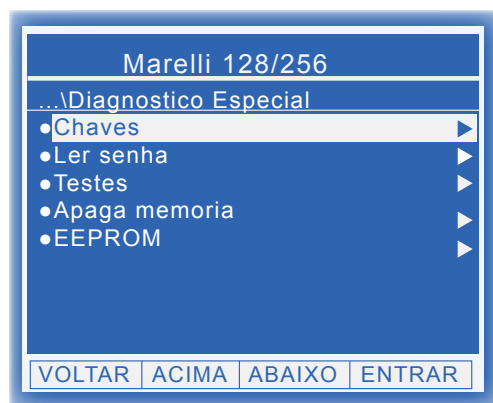 Marelli 128/256
...\Diagnostico Especial
●Chaves
●Ler senha
●Testes
●Apaga memoria
●EEPROM
VOLTAR ACIMA ABAIXO ENTRAR